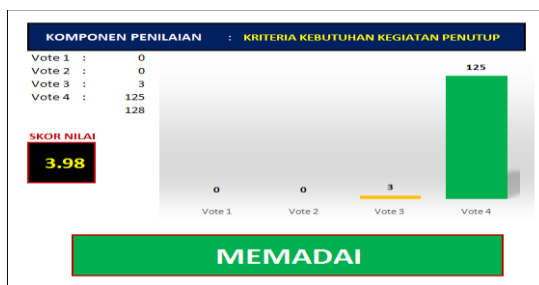 KOMPONEN PENILAIAN : KRITERIA KEBUTUHAN KEGIATAN PENUTUP
Vote 1 : 0
Vote 2 : 0
Vote 3 : 3
Vote 4 : 125
128
SKOR NILAI
3.98
125
0
0
3
Vote 1
Vote 2
Vote 3
Vote 4
MEMADAI